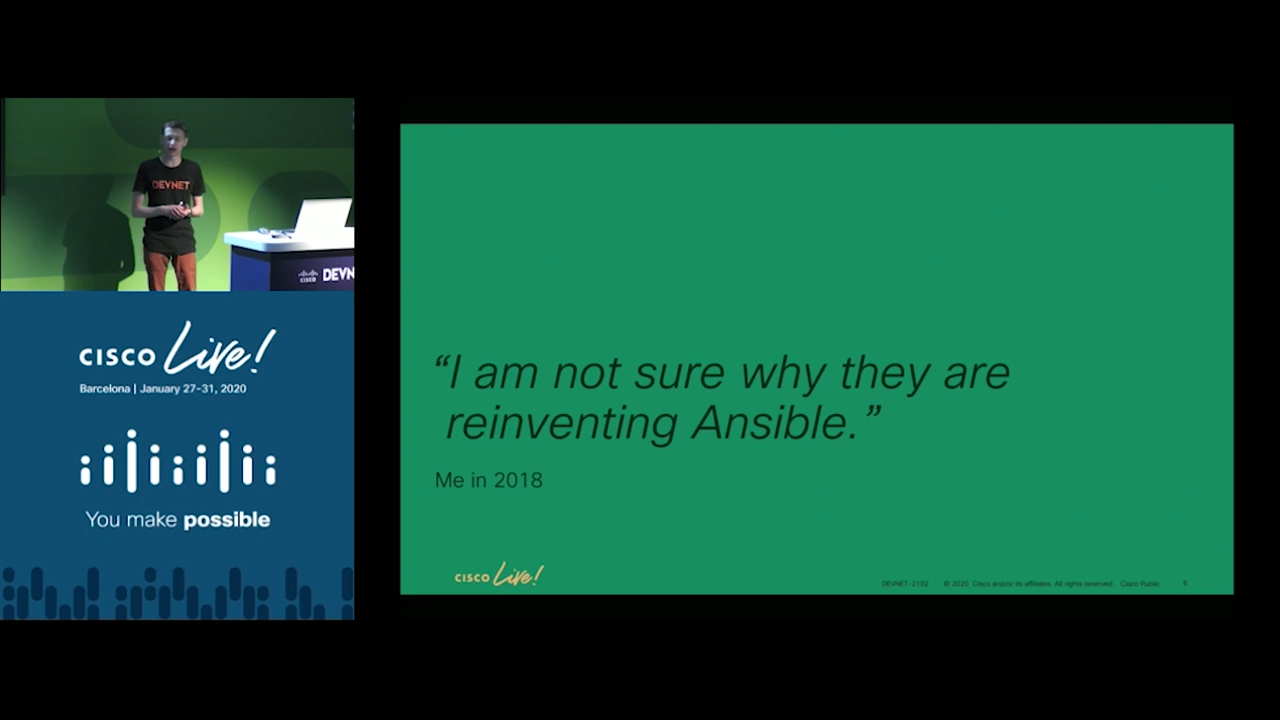 DEVNET
CISCO
DEVN
CISCO Live!
Barcelona | January 27-31, 2020
You make possible
“I am not sure why they are
reinventing Ansible.”
Me in 2018
CISCO Live!
DEVNET-2192 © 2020 Cisco and/or its affiliates. All rights reserved. Cisco Public 6